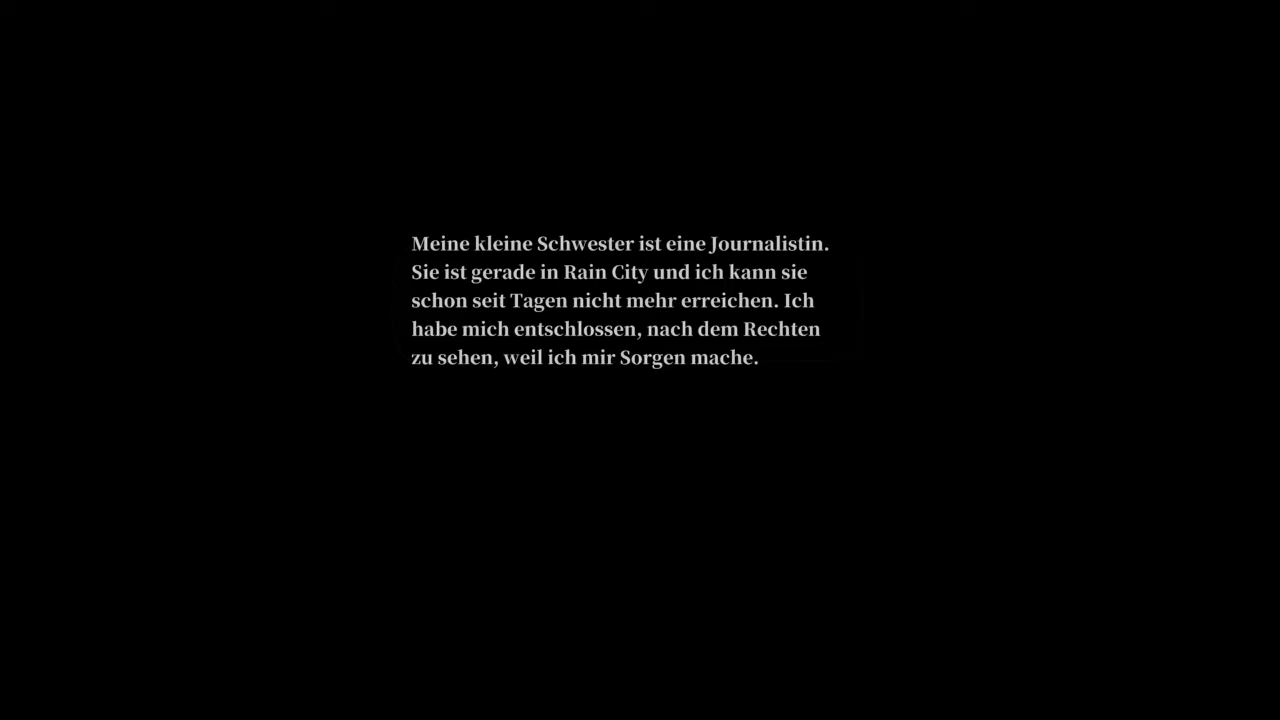 Meine kleine Schwester ist eine Journalistin.
Sie ist gerade in Rain City und ich kann sie
schon seit Tagen nicht mehr erreichen. Ich
habe mich entschlossen, nach dem Rechten
zu sehen, weil ich mir Sorgen mache.